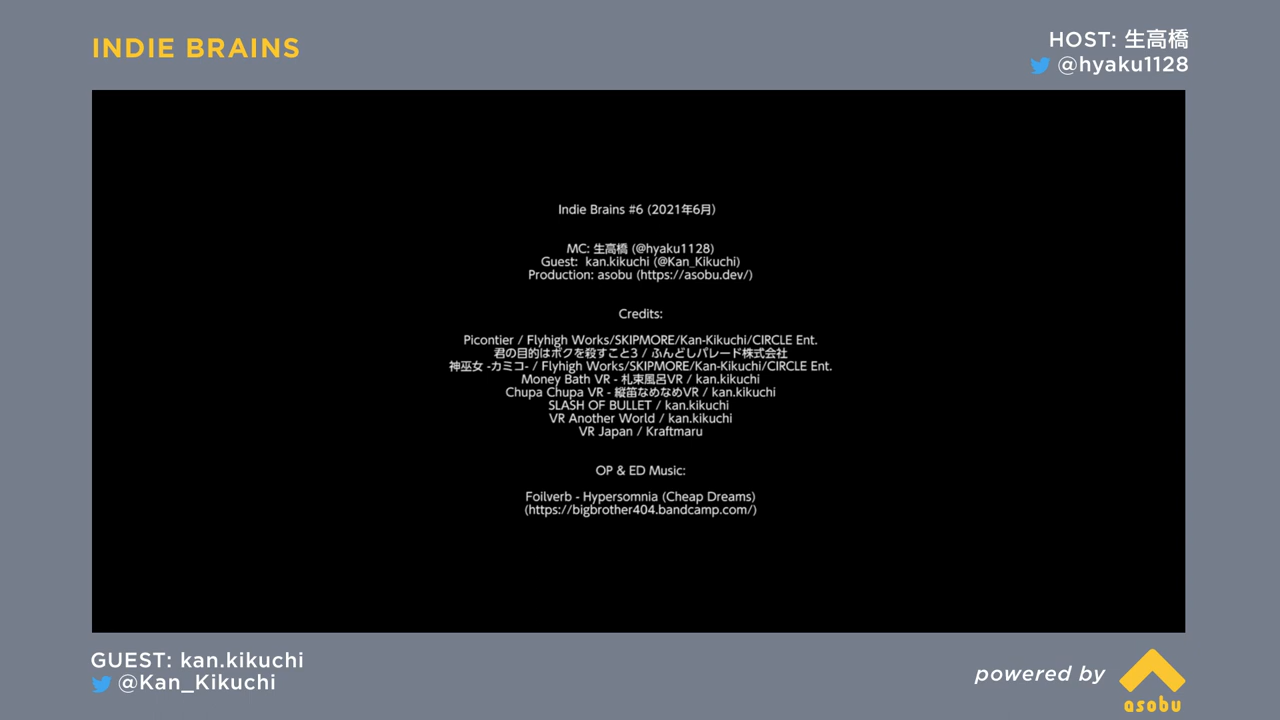 INDIE BRAINS
HOST: 生高橋
@hyaku1128
Indie Brains #6 (2021年6月)
MC: 生高橋 (@hyaku1128)
Guest: kan.kikuchi (@Kan_Kikuchi)
Production: asobu (https://asobu.dev/)
Credits:
Picontier / Flyhigh Works/SKIPMORE/Kan-Kikuchi/CIRCLE Ent.
君の目的はボクを殺すこと3 / ふんどしパレード株式会社
神巫女 -カミコ- / Flyhigh Works/SKIPMORE/Kan-Kikuchi/CIRCLE Ent.
Money Bath VR - 札束風呂VR / kan.kikuchi
Chupa Chupa VR - 縦笛なめなめVR / kan.kikuchi
SLASH OF BULLET / kan.kikuchi
VR Another World / kan.kikuchi
VR Japan / Kraftmaru
OP & ED Music:
Foilverb - Hypersomnia (Cheap Dreams)
(https://bigbrother404.bandcamp.com/)
GUEST: kan.kikuchi
@Kan_Kikuchi
powered by
asobu